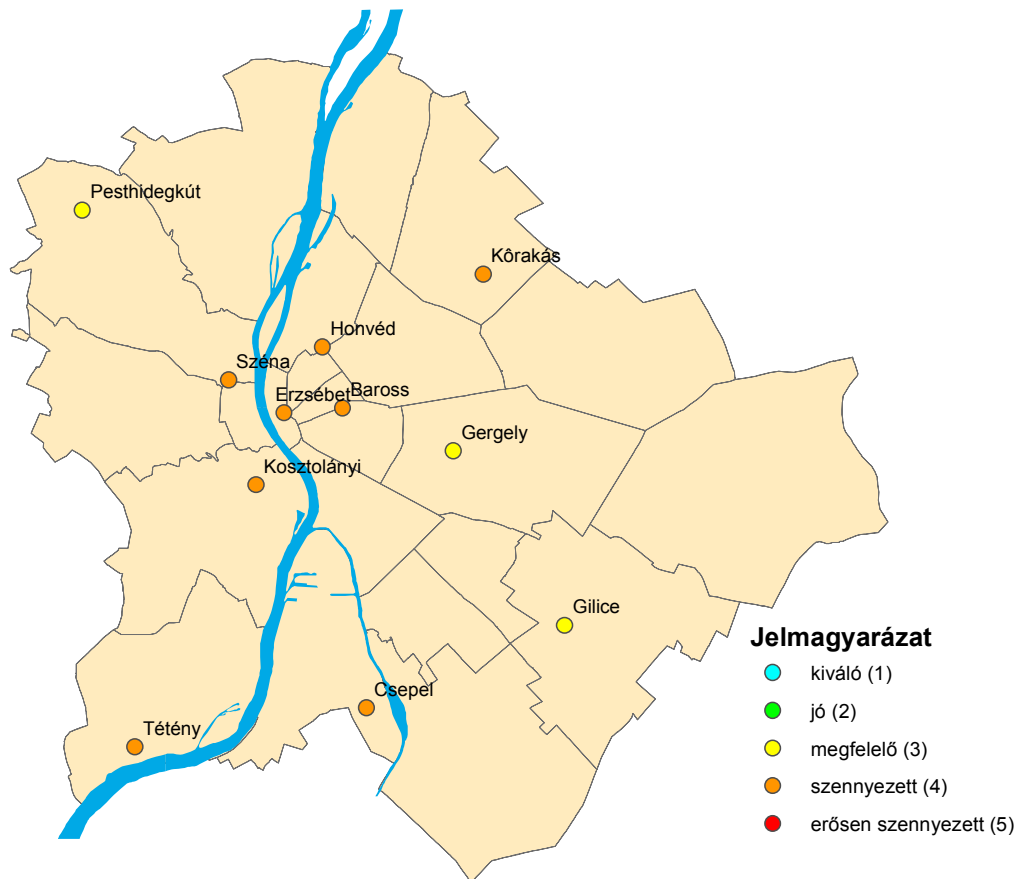 Pesthidegkút
Kôrakás
Honvéd
Széna
Erzsébet
Baross
Gergely
Kosztolányi
Gilice
Csepel
Tétény
Jelmagyarázat
kiváló (1)
jó (2)
megfelelő (3)
szennyezett (4)
erősen szennyezett (5)